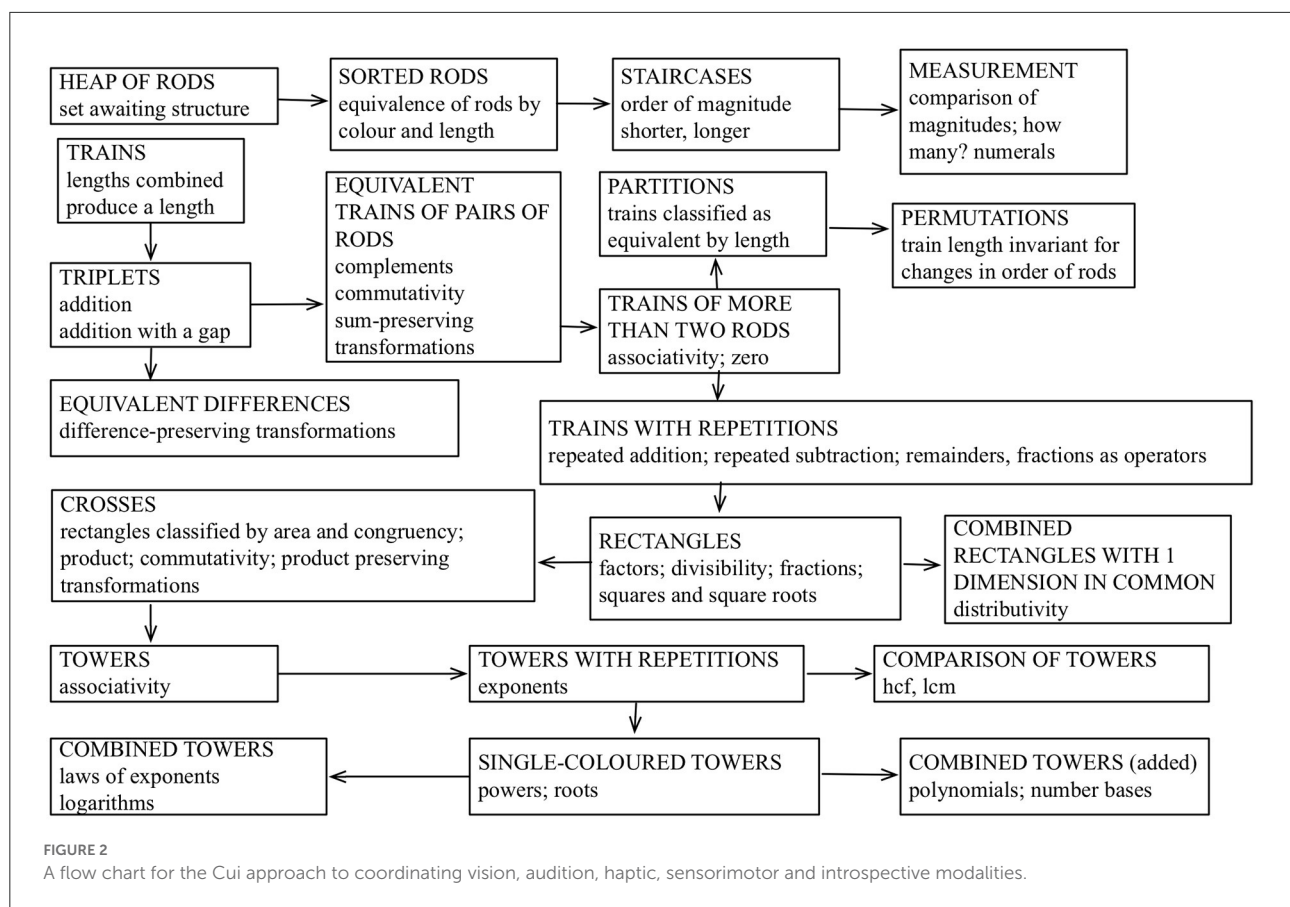 HEAP OF RODS
set awaiting structure
SORTED RODS
equivalence of rods by
colour and length
STAIRCASES
order of magnitude
shorter, longer
MEASUREMENT
comparison of
magnitudes; how
many? numerals
TRAINS
lengths combined
produce a length
EQUIVALENT
TRAINS OF PAIRS OF
RODS
complements
commutativity
sum-preserving
transformations
PARTITIONS
trains classified as
equivalent by length
PERMUTATIONS
train length invariant for
changes in order of rods
TRIPLETS
addition
addition with a gap
TRAINS OF MORE
THAN TWO RODS
associativity; zero
EQUIVALENT DIFFERENCES
difference-preserving transformations
TRAINS WITH REPETITIONS
repeated addition; repeated subtraction; remainders, fractions as operators
CROSSES
rectangles classified by area and congruency;
product; commutativity; product preserving
transformations
RECTANGLES
factors; divisibility; fractions;
squares and square roots
COMBINED
RECTANGLES WITH 1
DIMENSION IN COMMON
distributivity
TOWERS
associativity
TOWERS WITH REPETITIONS
exponents
COMPARISON OF TOWERS
hcf, lcm
COMBINED TOWERS
laws of exponents
logarithms
SINGLE-COLOURED TOWERS
powers; roots
COMBINED TOWERS (added)
polynomials; number bases
FIGURE 2
A flow chart for the Cui approach to coordinating vision, audition, haptic, sensorimotor and introspective modalities.